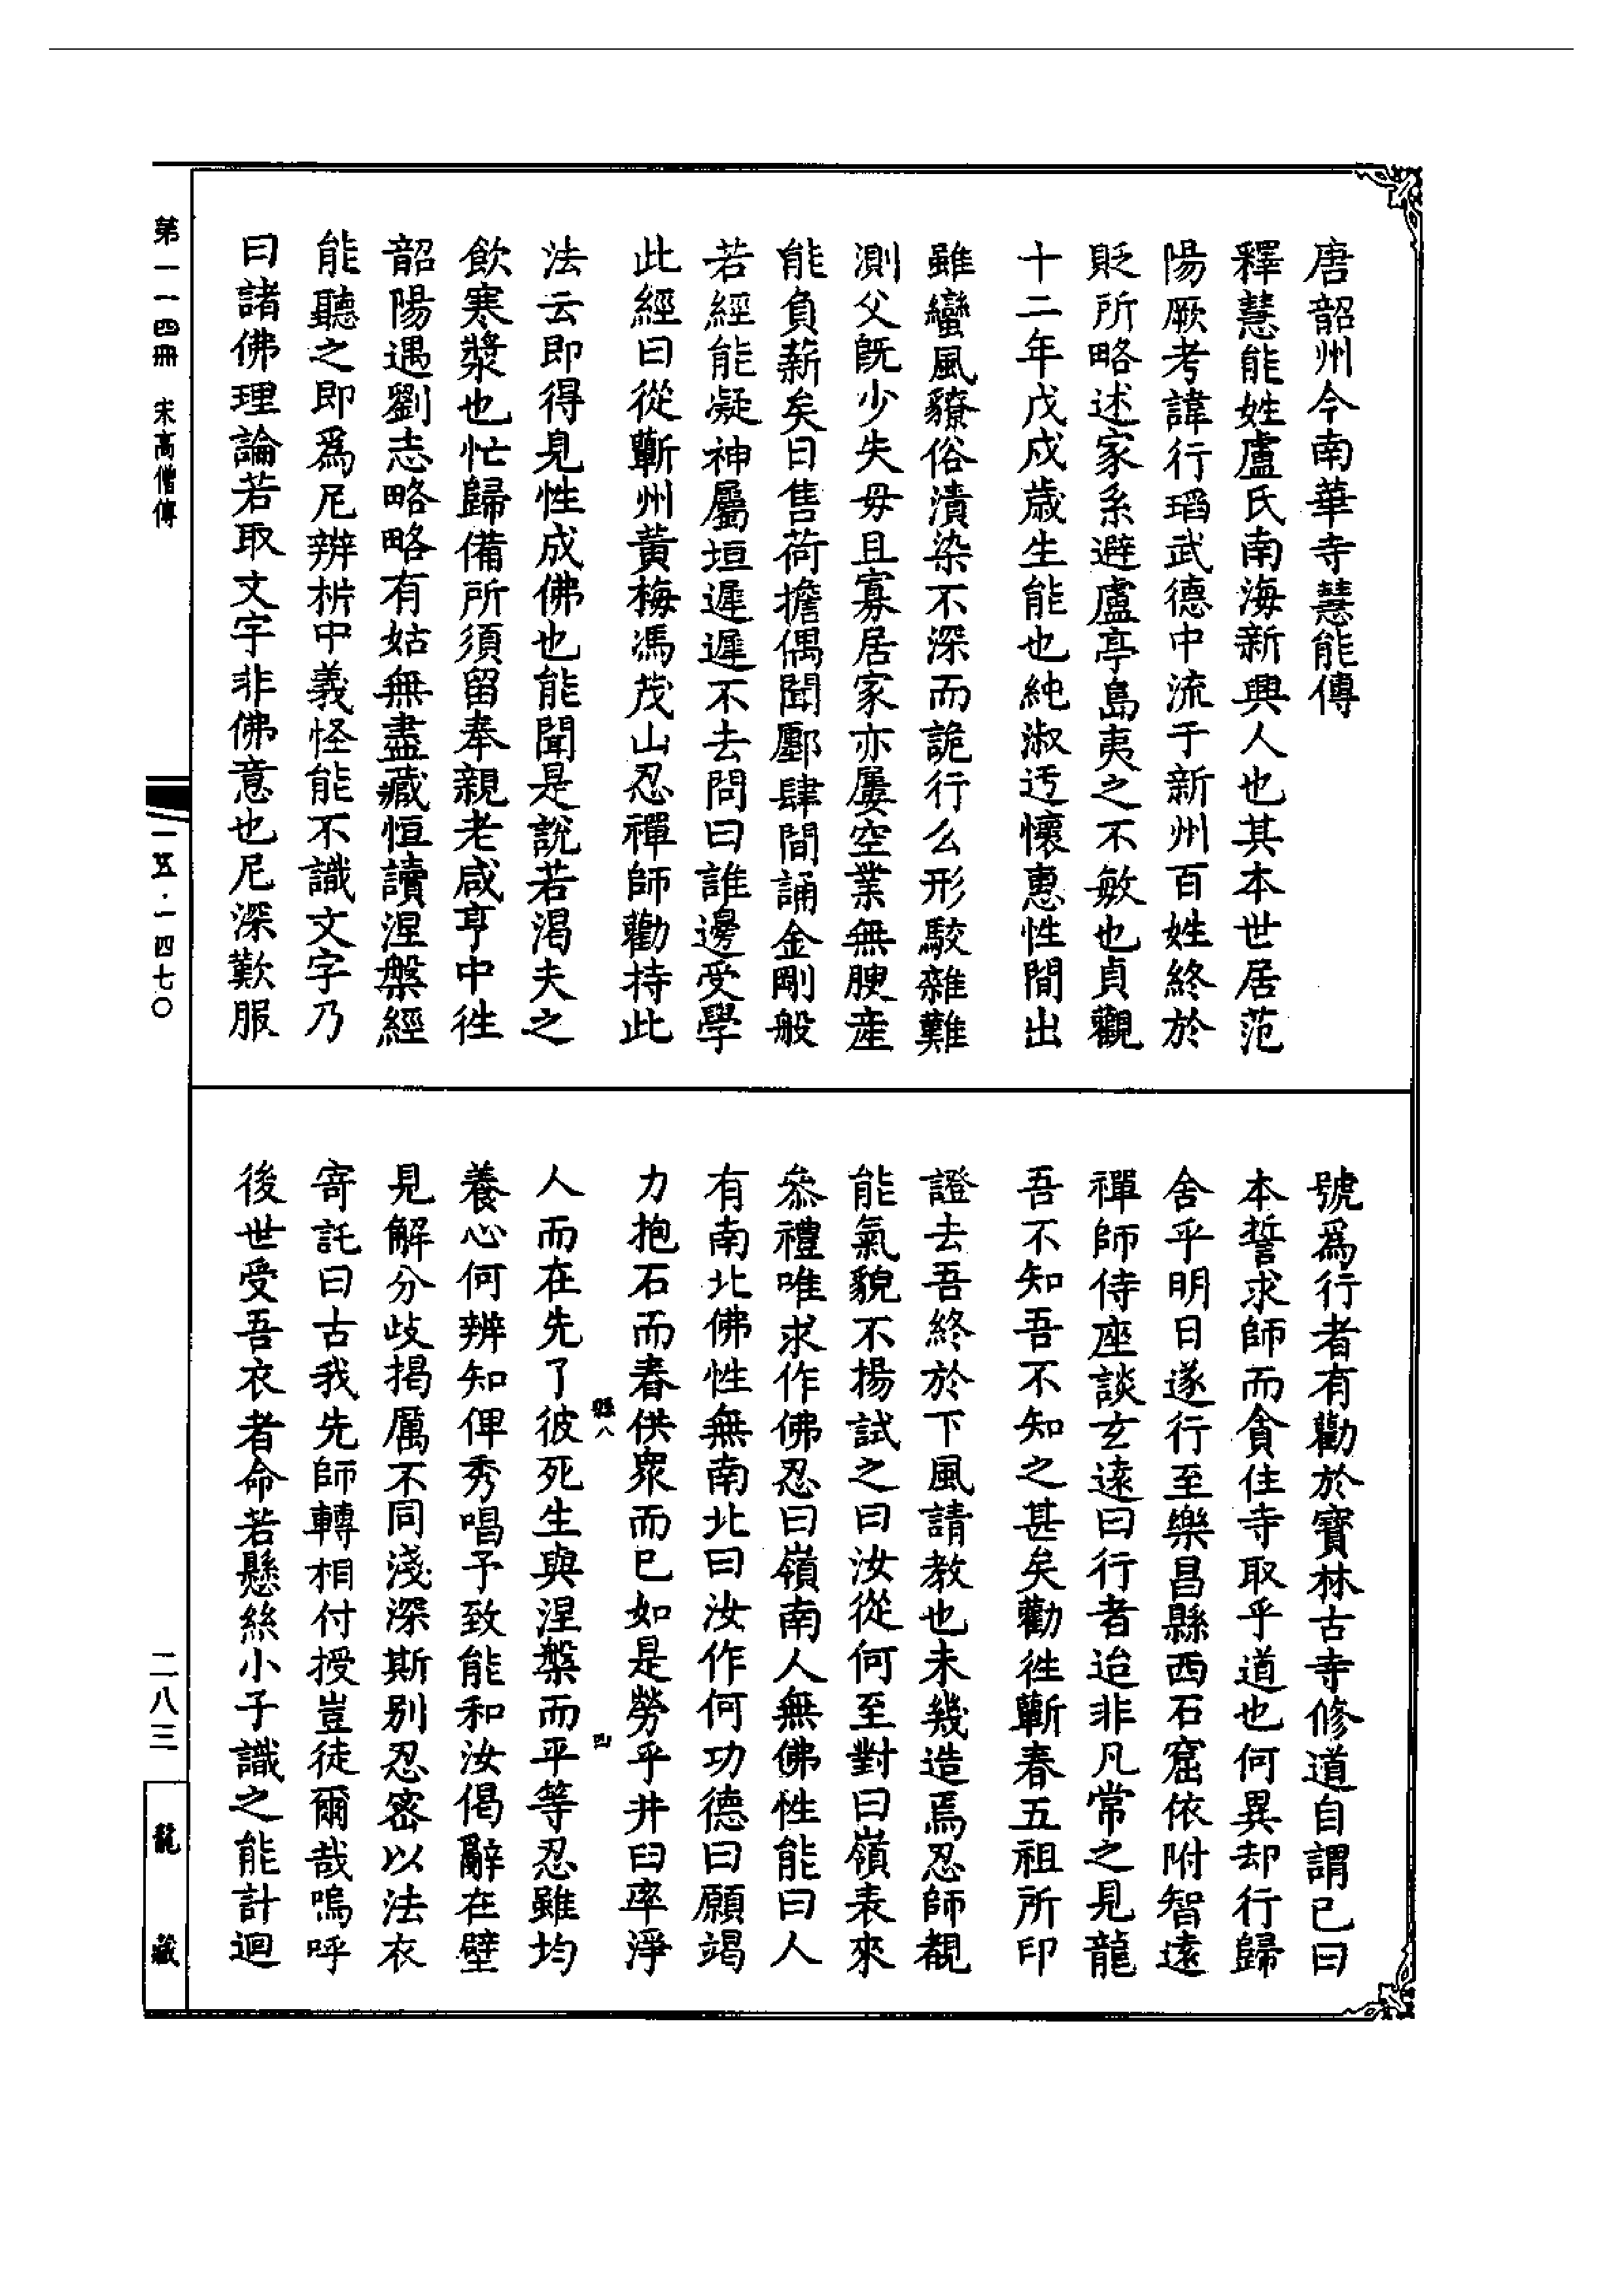 唐韶州今南華寺慧能傳
釋慧能姓盧氏南海新興人也其本世居范
陽厥考諱行瑫武德中流于新州百姓終於
貶所略述家系避盧亭島夷之不敏也貞觀
十二年戊戌歲生能也純淑迃懷惠性間出
雖蠻風獠俗漬染不深而詭行么形駮雜難
測父既少失毋且寡居家亦屢空業無腴產
能負薪矣日售荷擔偶聞鄽肆間誦金剛般
若經能凝神屬垣遲遲不去問曰誰邊受學
此經曰從蘄州黃梅馮茂山忍禪師勸持此
法云即得見性成佛也能聞是說若渴夫之
飲寒漿也忙歸備所須留奉親老咸亨中徃
韶陽遇劉志略略有姑無盡藏恒讀涅槃經
能聽之即爲尼辨析中義怪能不識文字乃
曰諸佛理論若取文字非佛意也尼深歎服
號爲行者有勸於寶林古寺修道自謂已曰
本誓求師而貪住寺取乎道也何異却行歸
舍乎明日遂行至樂昌縣西石窟依附智遠
禪師侍座談玄遠曰行者迨非凡常之見龍
吾不知吾不知之甚矣勸徃蘄春五祖所印
證去吾終於下風請教也未幾造焉忍師覩
能氣貌不揚試之曰汝從何至對曰嶺表來
叅禮唯求作佛忍曰嶺南人無佛性能曰人
有南北佛性無南北曰汝作何功德曰願竭
力抱石而舂供衆而已如是勞乎井臼率淨
人而在先了彼死生與涅槃而平等忍雖均
養心何辨知俾秀唱予致能和汝偈辭在壁
見解分歧揭厲不同淺深斯別忍密以法衣
寄託曰古我先師轉相付授豈徒爾哉嗚呼
後世受吾衣者命若懸絲小子識之能計迴
縣八
四
第一一四冊 宋高僧傳
一五·一四七〇
二八三
龍藏